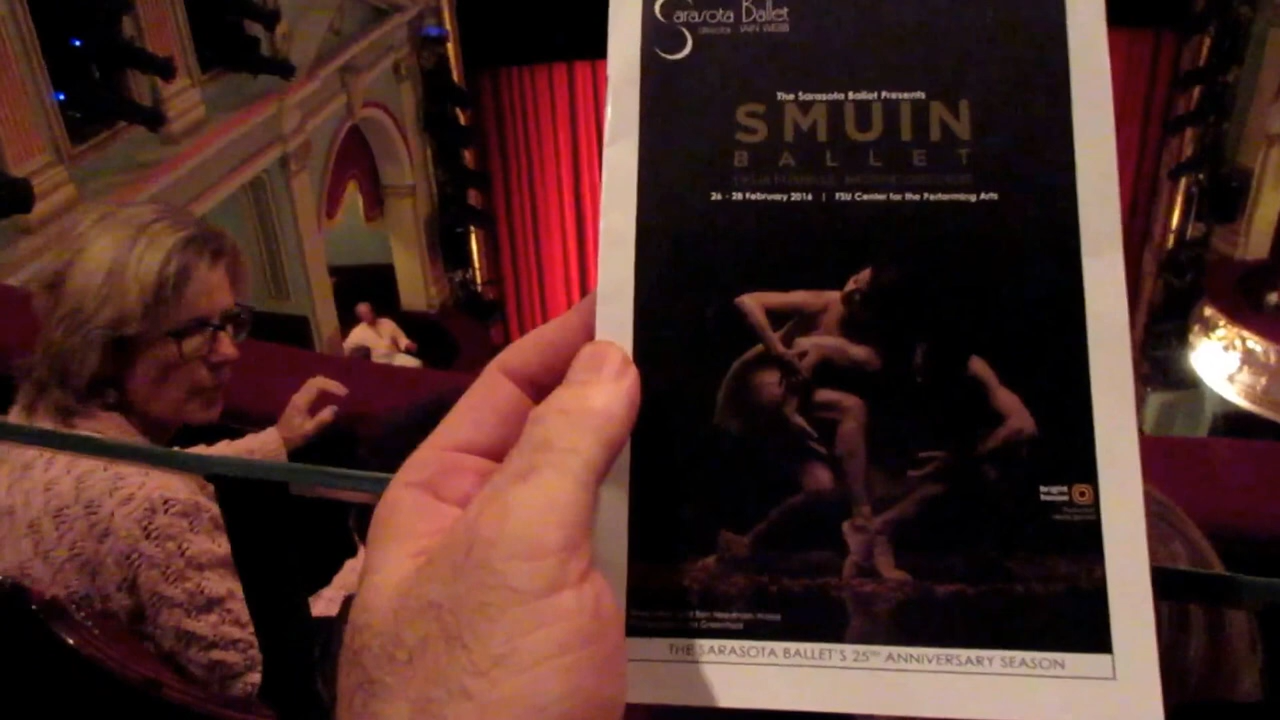 Sarasota Ballet
director IAIN WEBB
The Sarasota Ballet Presents
SMUIN
BALLET
26 - 28 February 2016 | FSU Center for the Performing Arts
THE SARASOTA BALLET'S 25TH ANNIVERSARY SEASON